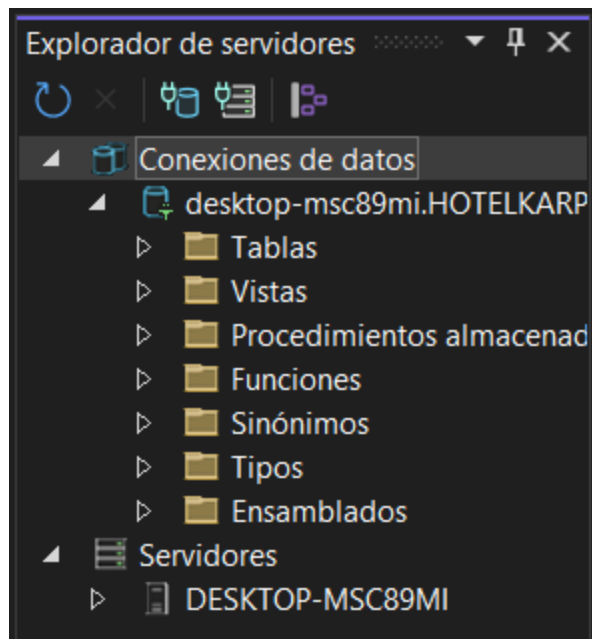 Explorador de servidores
Conexiones de datos
desktop-msc89mi.HOTELKARP
Tablas
Vistas
Procedimientos almacenad
Funciones
Sinónimos
Tipos
Ensamblados
Servidores
DESKTOP-MSC89MI